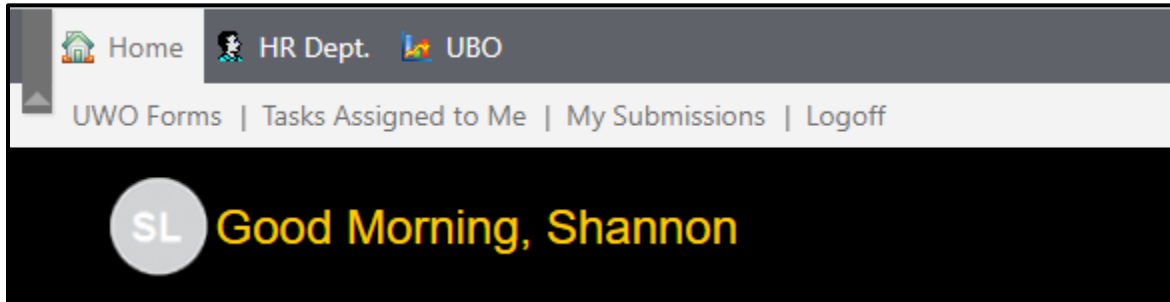 Home HR Dept. UBO
UWO Forms | Tasks Assigned to Me | My Submissions | Logoff
SL Good Morning, Shannon